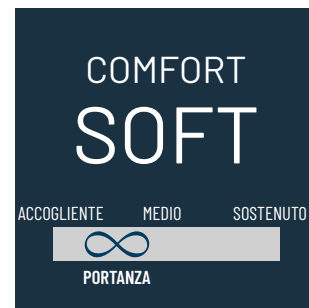 COMFORT
SOFT
ACCOGLIENTE MEDIO SOSTENUTO
PORTANZA